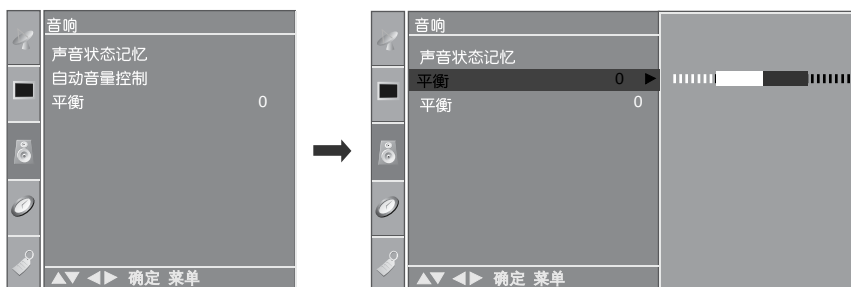 音响
声音状态记忆
自动音量控制
平衡 0
▲▼ ◀▶ 确定 菜单
音响
声音状态记忆
平衡 0 ▶
平衡 0
▲▼ ◀▶ 确定 菜单